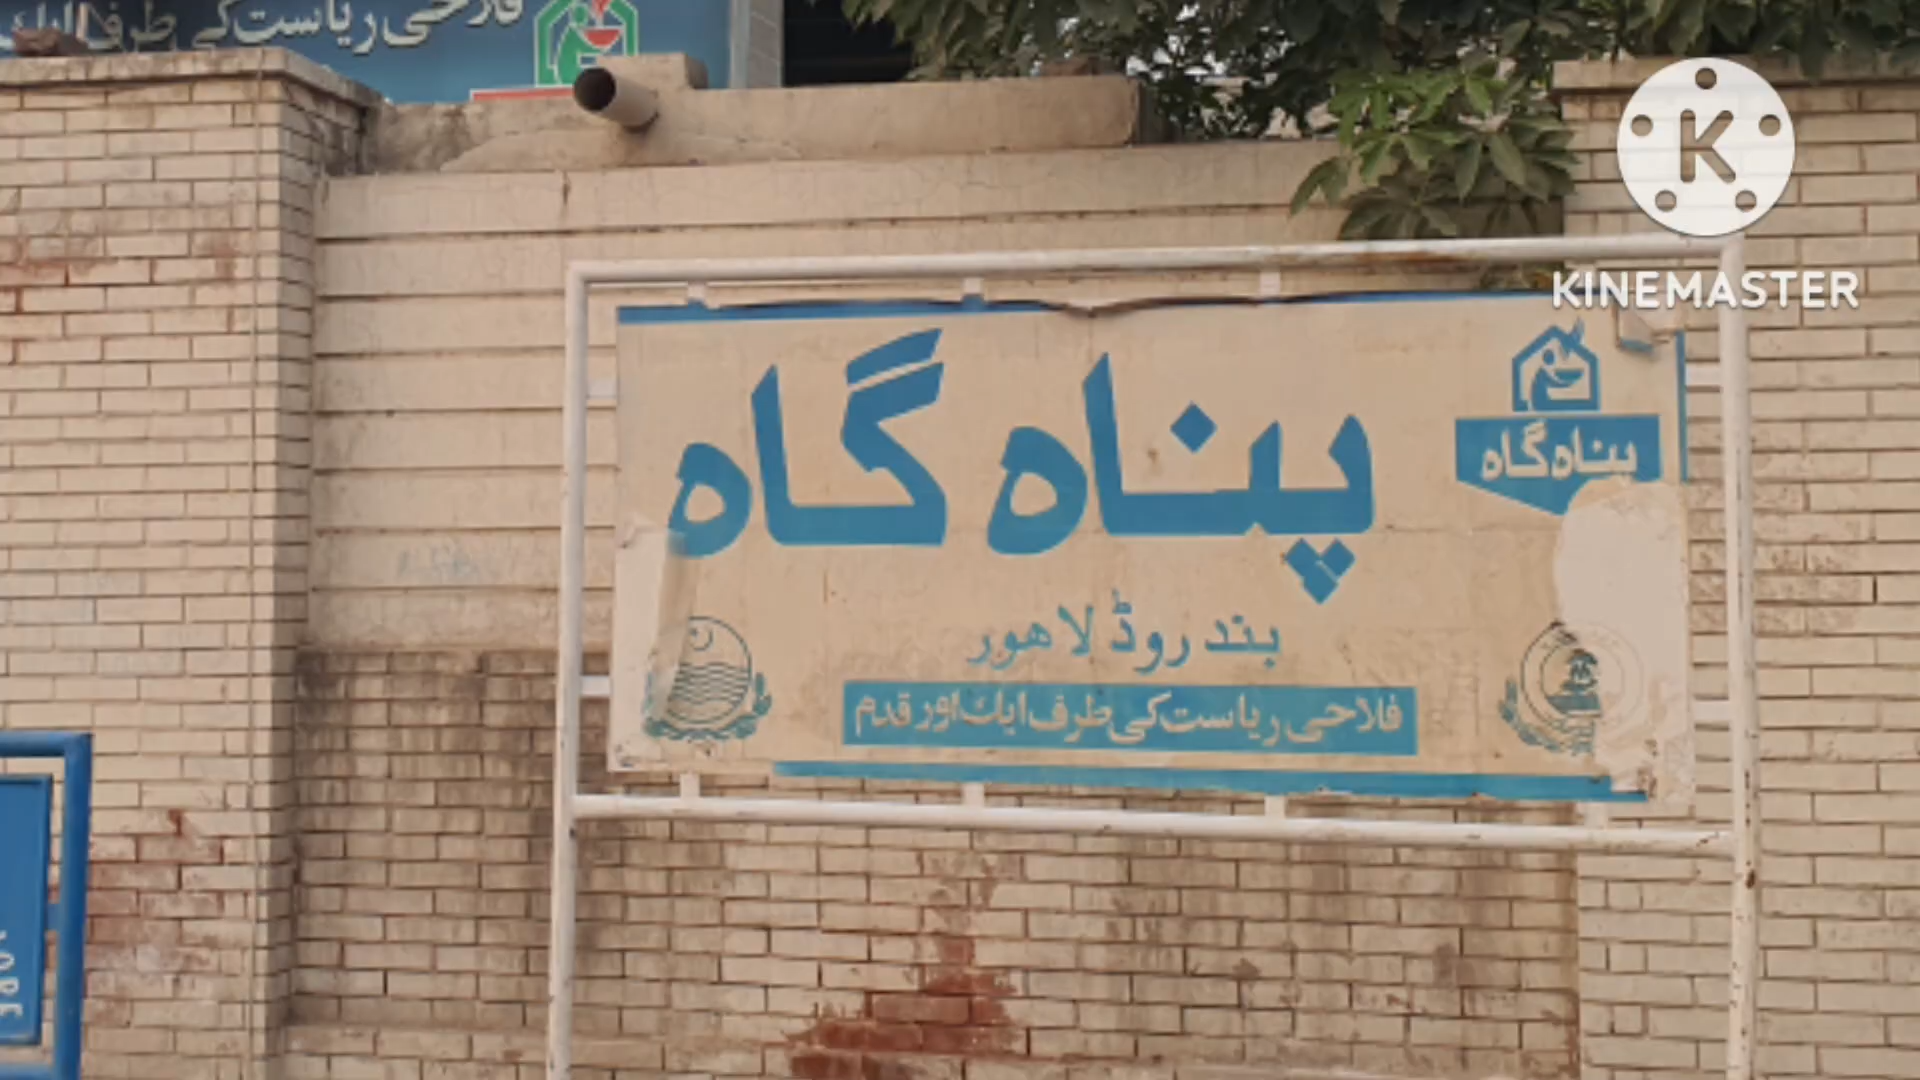 فلاحی ریاست کی طرف ایک
KINEMASTER
پناہ گاہ
پناہ گاہ
بند روڈ لاہور
فلاحی ریاست کی طرف ایک اور قدم